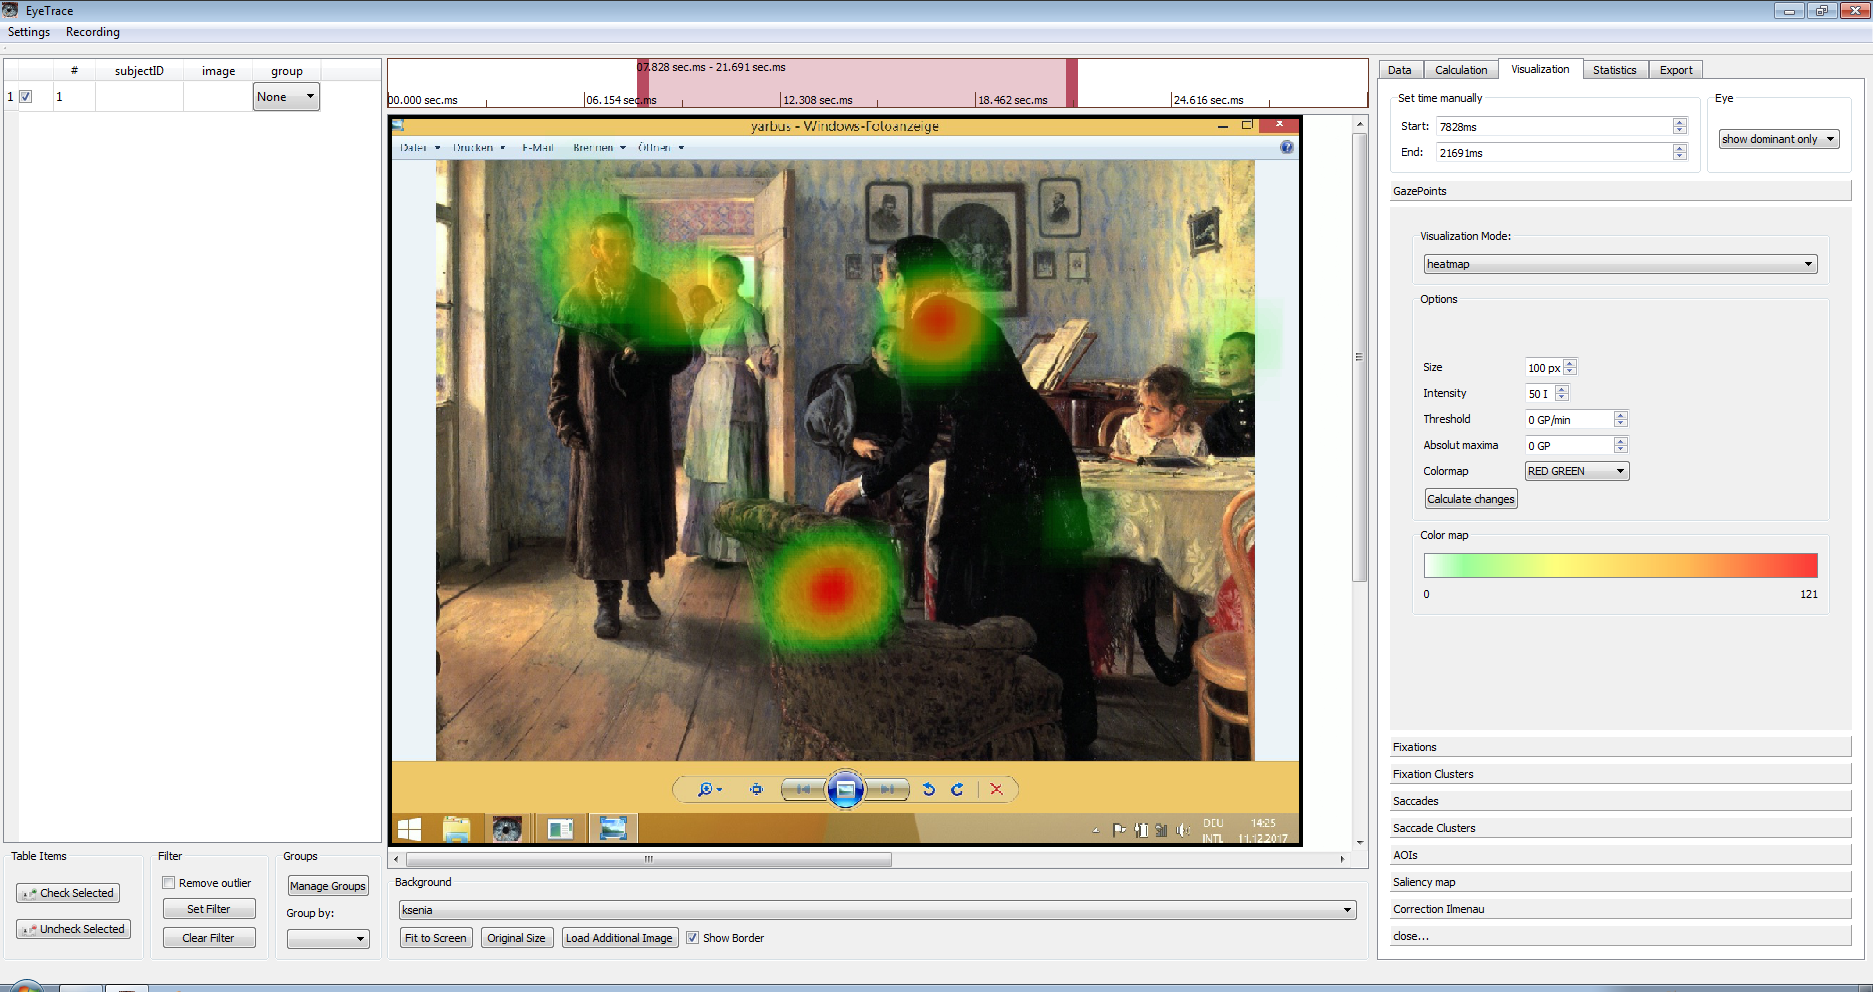 EyeTrace
Settings Recording
# subjectID image group
1 1 None
07.828 sec.ms - 21.691 sec.ms
00.000 sec.ms 06.154 sec.ms 12.308 sec.ms 18.462 sec.ms 24.616 sec.ms
yarbus - Windows-Fotoanzeige
Datei Drucken E-Mail Brennen Öffnen
DEU 14:25
INTL 11.12.2017
Table Items
Check Selected
Uncheck Selected
Filter
Remove outlier
Set Filter
Clear Filter
Groups
Manage Groups
Group by:
Background
ksenia
Fit to Screen Original Size Load Additional Image Show Border
Data Calculation Visualization Statistics Export
Set time manually
Start: 7828ms
End: 21691ms
Eye
show dominant only
GazePoints
Visualization Mode:
heatmap
Options
Size 100 px
Intensity 50 I
Threshold 0 GP/min
Absolut maxima 0 GP
Colormap RED GREEN
Calculate changes
Color map
0 121
Fixations
Fixation Clusters
Saccades
Saccade Clusters
AOIs
Saliency map
Correction Ilmenau
close...